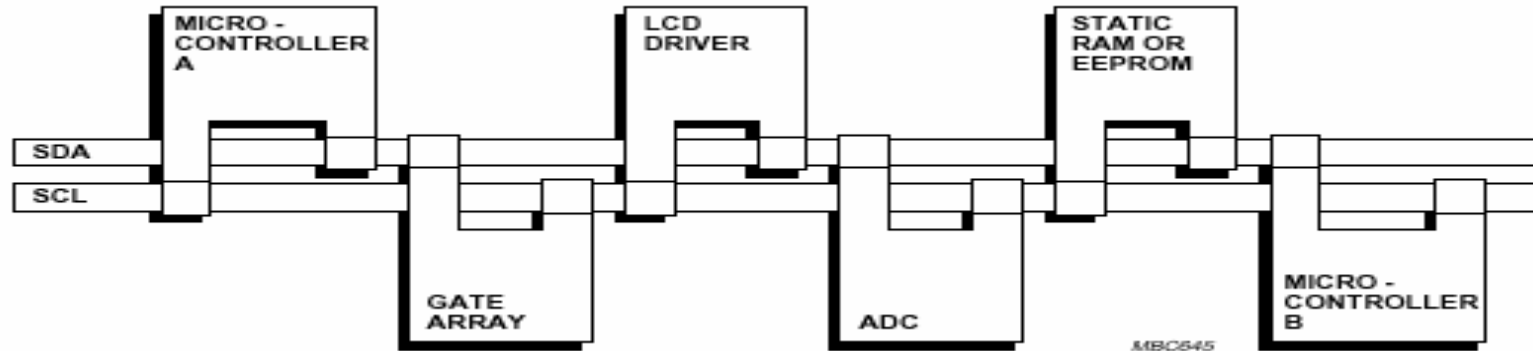 MICRO -
CONTROLLER
A
LCD
DRIVER
STATIC
RAM OR
EEPROM
SDA
SCL
GATE
ARRAY
ADC
MICRO -
CONTROLLER
B
MBC645